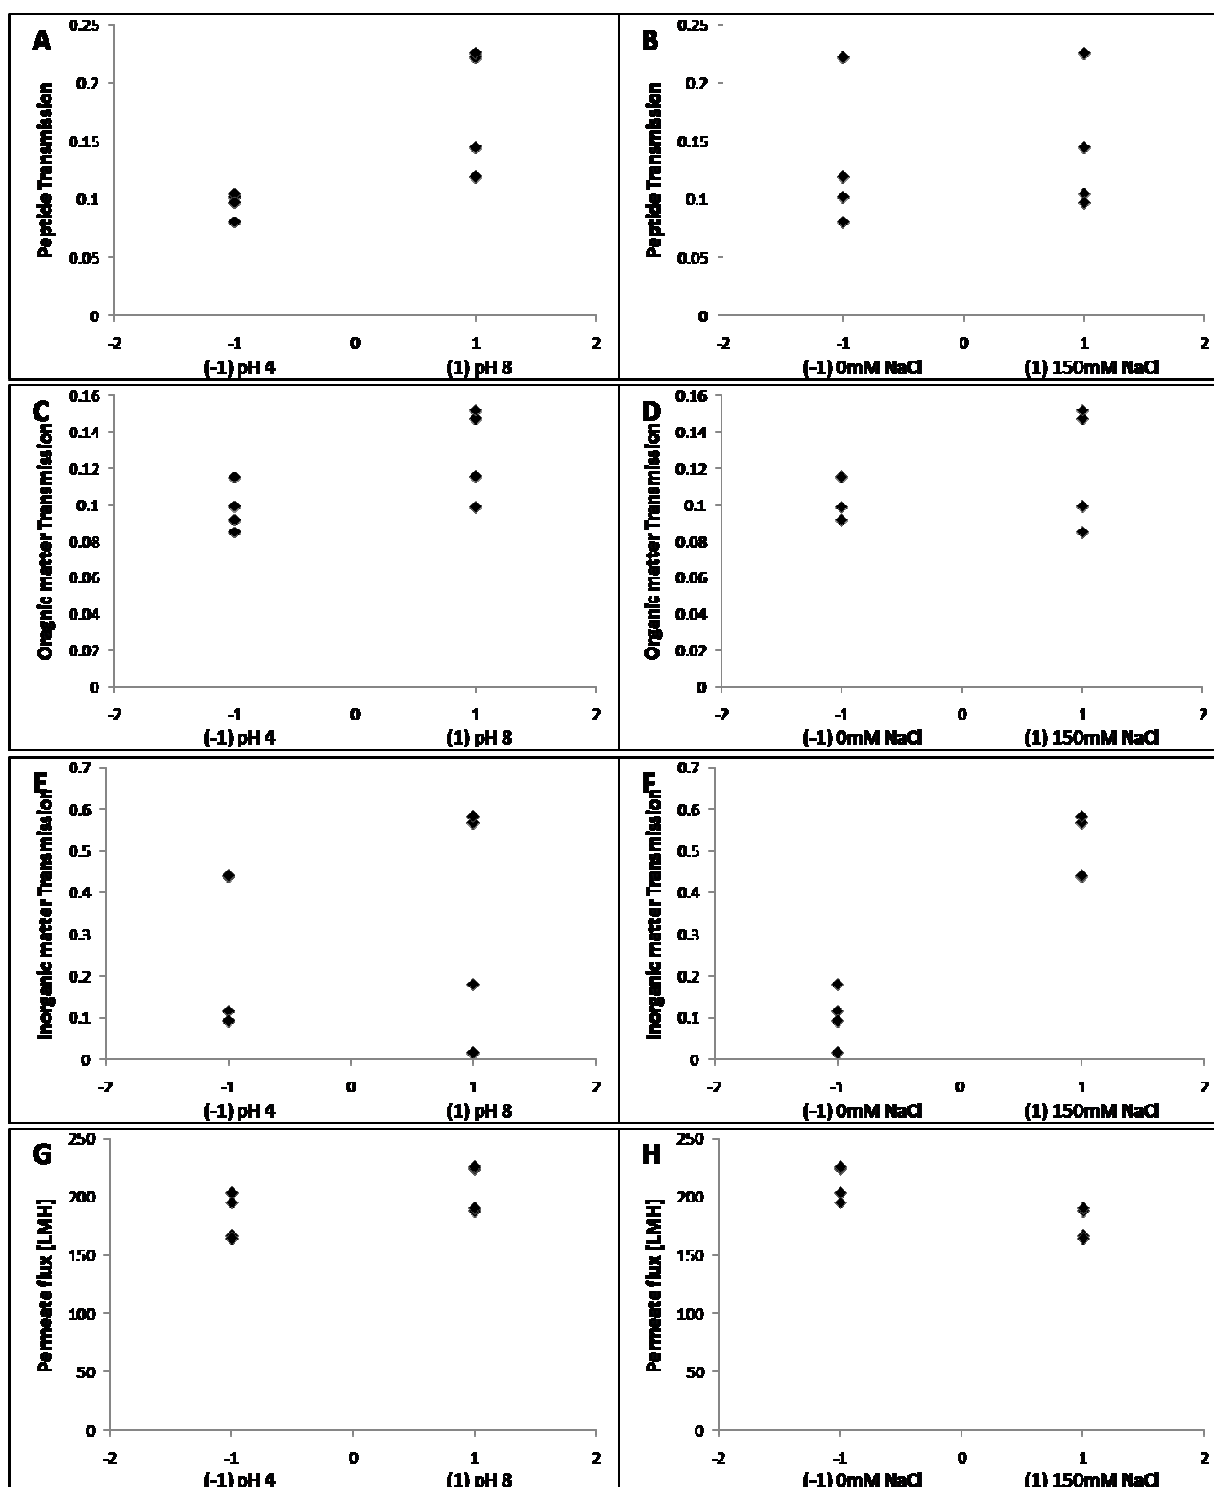 A
Peptide Transmission
0.25
0.2
0.15
0.1
0.05
0
-2 -1 0 1 2
(-1) pH 4 (1) pH 8
B
Peptide Transmission
0.25
0.2
0.15
0.1
0.05
0
-2 -1 0 1 2
(-1) 0mM NaCl (1) 150mM NaCl
C
Oragnic matter Transmission
0.16
0.14
0.12
0.1
0.08
0.06
0.04
0.02
0
-2 -1 0 1 2
(-1) pH 4 (1) pH 8
D
Organic matter Transmission
0.16
0.14
0.12
0.1
0.08
0.06
0.04
0.02
0
-2 -1 0 1 2
(-1) 0mM NaCl (1) 150mM NaCl
E
Inorganic matter Transmission
0.7
0.6
0.5
0.4
0.3
0.2
0.1
0
-2 -1 0 1 2
(-1) pH 4 (1) pH 8
F
Inorganic matter Transmission
0.7
0.6
0.5
0.4
0.3
0.2
0.1
0
-2 -1 0 1 2
(-1) 0mM NaCl (1) 150mM NaCl
G
Permeate flux [LMH]
250
200
150
100
50
0
-2 -1 0 1 2
(-1) pH 4 (1) pH 8
H
Permeate flux [LMH]
250
200
150
100
50
0
-2 -1 0 1 2
(-1) 0mM NaCl (1) 150mM NaCl